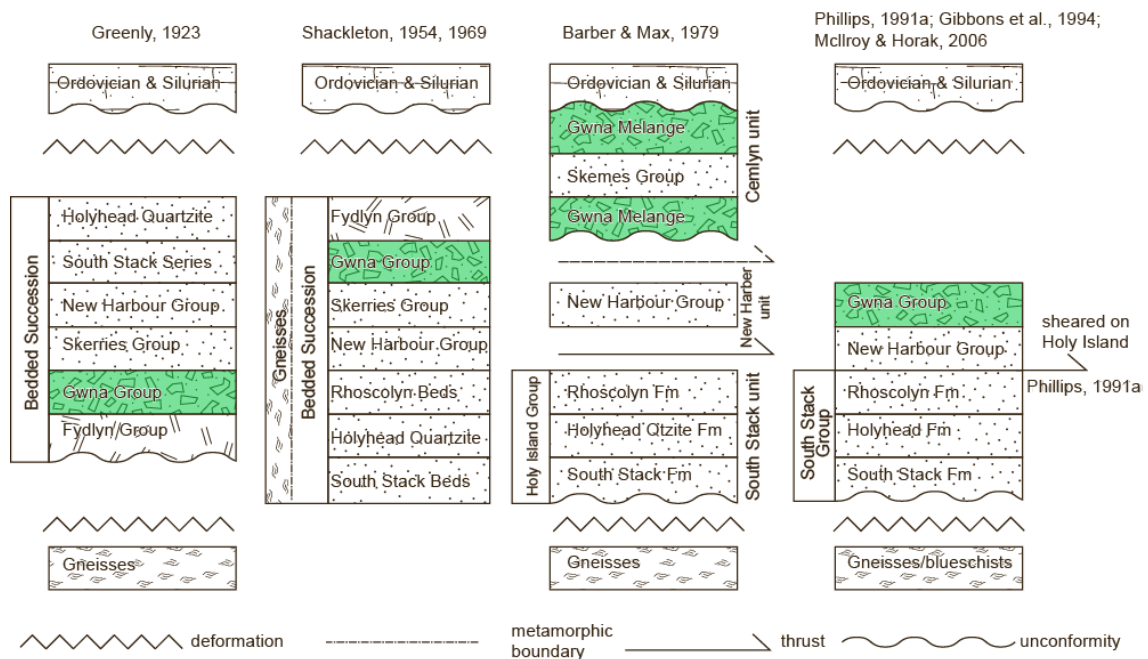 Greenly, 1923
Ordovician & Silurian
Bedded Succession
Holyhead Quartzite
South Stack Series
New Harbour Group
Skerries Group
Gwna Group
Fydlyn Group
Gneisses
Shackleton, 1954, 1969
Ordovician & Silurian
Gneisses
Bedded Succession
Fydlyn Group
Gwna Group
Skerries Group
New Harbour Group
Rhoscolyn Beds
Holyhead Quartzite
South Stack Beds
Barber & Max, 1979
Ordovician & Silurian
Gwna Melange
Skemes Group
Gwna Melange
Cemlyn unit
New Harbour Group
New Harber
unit
Holy Island Group
Rhoscolyn Fm
Holyhead Qtzite Fm
South Stack Fm
South Stack unit
Gneisses
Phillips, 1991a; Gibbons et al., 1994;
McIlroy & Horak, 2006
Ordovician & Silurian
Gwna Group
New Harbour Group
sheared on
Holy Island
Phillips, 1991a
South Stack
Group
Rhoscolyn Fm
Holyhead Fm
South Stack Fm
Gneisses/blueschists
deformation
metamorphic
boundary
thrust
unconformity